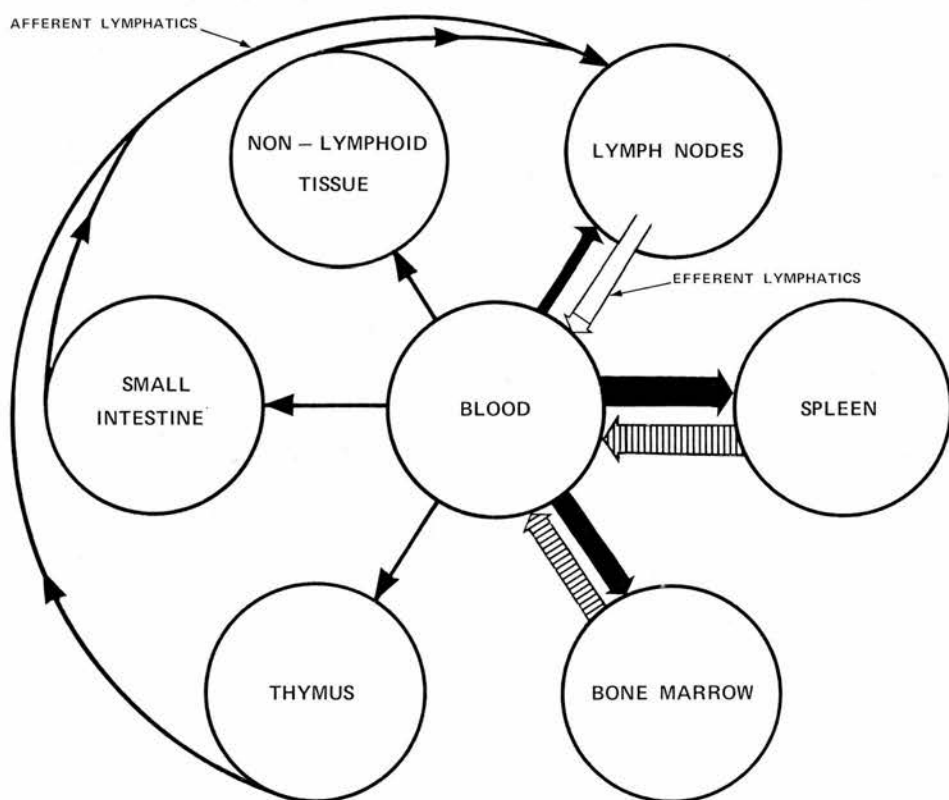 AFFERENT LYMPHATICS
NON – LYMPHOID
TISSUE
LYMPH NODES
EFFERENT LYMPHATICS
SMALL
INTESTINE
BLOOD
SPLEEN
THYMUS
BONE MARROW